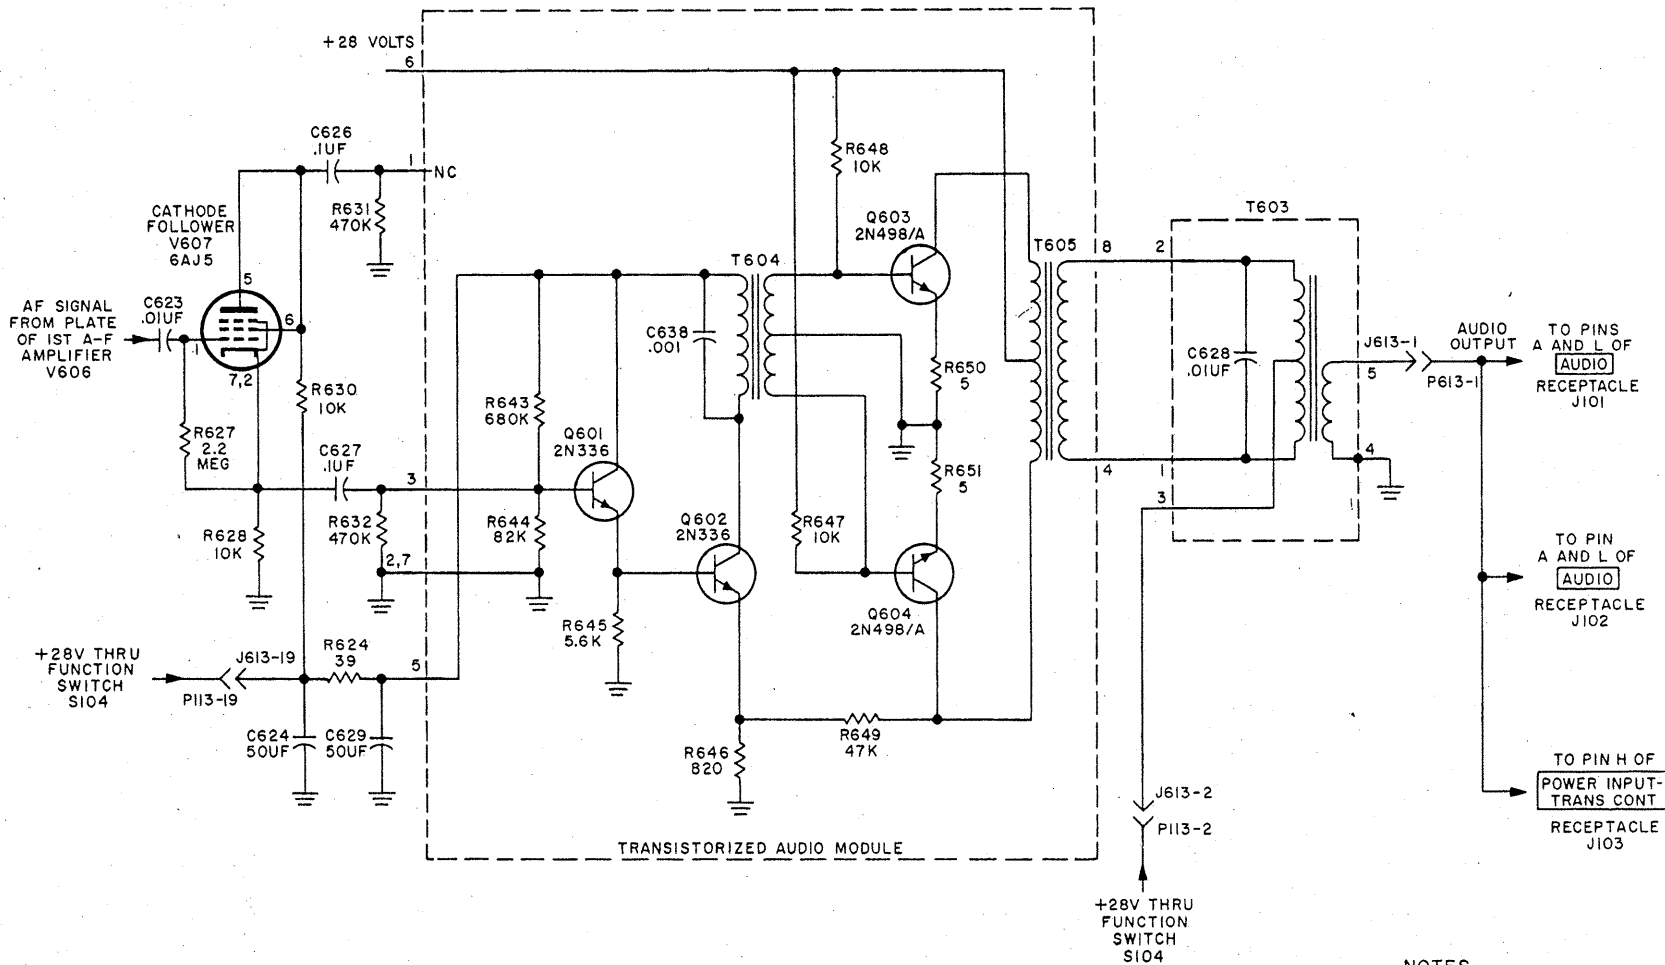 +28 VOLTS
6
C626
.1UF
1
NC
R631
470K
CATHODE
FOLLOWER
V607
6AJ5
5
6
1
7,2
AF SIGNAL
FROM PLATE
OF 1ST A-F
AMPLIFIER
V606
C623
.01UF
R627
2.2
MEG
R630
10K
C627
.1UF
3
R628
10K
R632
470K
2,7
+28V THRU
FUNCTION
SWITCH
S104
J613-19
P113-19
R624
39
5
C624
50UF
C629
50UF
R643
680K
R644
82K
Q601
2N336
R645
5.6K
Q602
2N336
C638
.001
T604
R648
10K
Q603
2N498/A
R650
5
R651
5
R647
10K
Q604
2N498/A
R646
820
R649
47K
T605
8
4
TRANSISTORIZED AUDIO MODULE
T603
2
1
3
C628
.01UF
5
4
J613-1
P613-1
AUDIO
OUTPUT
TO PINS
A AND L OF
AUDIO
RECEPTACLE
J101
TO PIN
A AND L OF
AUDIO
RECEPTACLE
J102
TO PIN H OF
POWER INPUT-
TRANS CONT
RECEPTACLE
J103
J613-2
P113-2
+28V THRU
FUNCTION
SWITCH
S104
NOTES